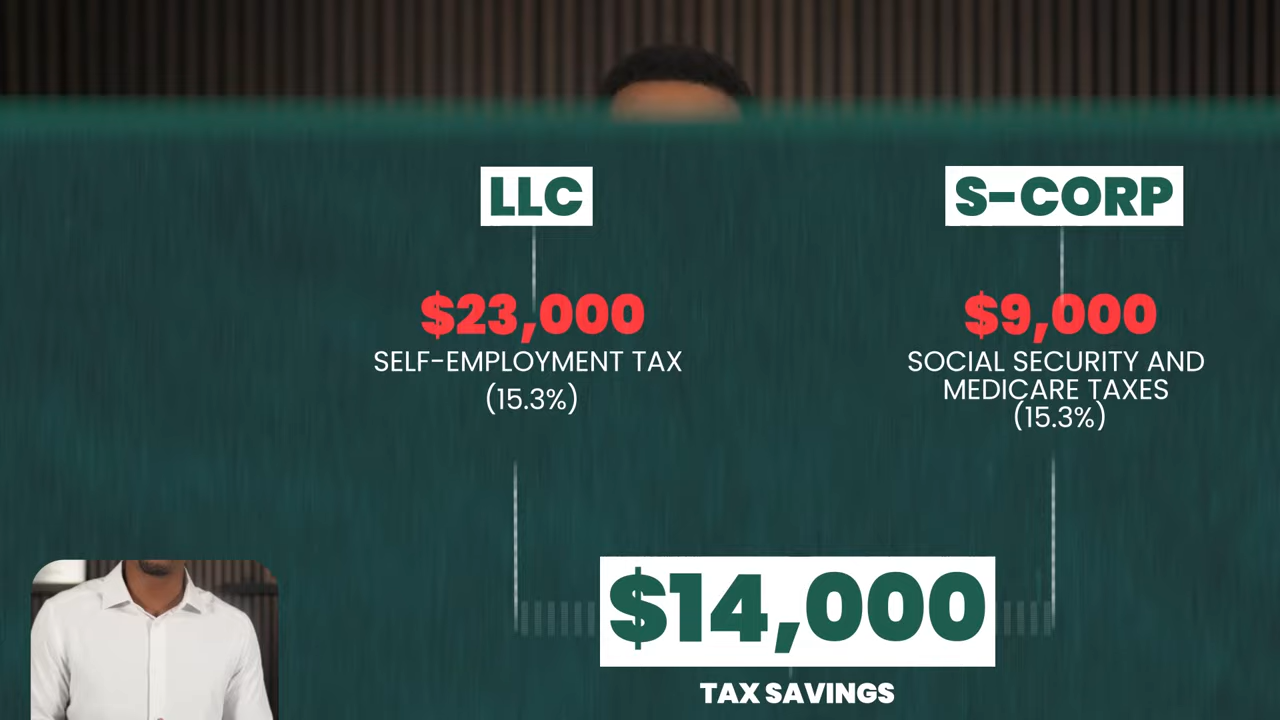 LLC
$23,000
SELF-EMPLOYMENT TAX
(15.3%)
S-CORP
$9,000
SOCIAL SECURITY AND
MEDICARE TAXES
(15.3%)
$14,000
TAX SAVINGS